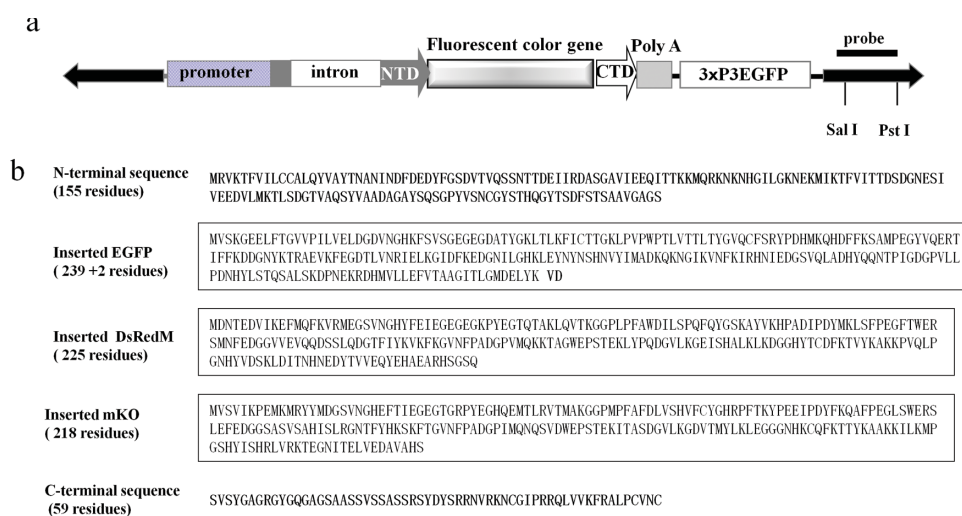 a
probe
Fluorescent color gene
Poly A
promoter
intron
NTD
CTD
3xP3EGFP
Sal I Pst I
b
N-terminal sequence
(155 residues)
MRVKTFVILCCALQYVAYTNANINDFDEDYFGSDVTVQSSNTTDEIIRDASGAVIEEQITTKKMQRKNKNHGILGKNEKMIKTFVITTDSDGNESI
VEEDVLMKTLSDGTVAQSYVAADAGAYSQSGPYVSNCGYSTHQGYTSDFSTSAAVGAGS
Inserted EGFP
( 239 +2 residues)
MVSKGEELFTGVVPILVELDGDVNGHKFSVSGEGEGDATYGKLTLKFICTTGKLPVPWPTLVTTLTYGVQCFSRYPDHMKQHDFFKSAMPEGYVQERT
IFFKDDGNYKTRAEVKFEGDTLVNRIELKGIDFKEDGNILGHKLEYNYNSHNVYIMADKQKNGIKVNFKIRHNIEDGSVQLADHYQQNTPIGDGPVLL
PDNHYLSTQSALSKDPNEKRDHMVLLEFVTAAGITLGMDELYK VD
Inserted DsRedM
(225 residues)
MDNTEDVIKEFMQFKVRMEGSVNGHYFEIEGEGEGKPYEGTQTAKLQVTKGGPLPFAWDILSPQFQYGSKAYVKHPADIPDYMKLSFPEGFTWER
SMNFEDGGVVEVQQDSSLQDGTFIYKVKFKGVNFPADGPVMQKKTAGWEPSTEKLYPQDGVLKGEISHALKLKDGGHYTCDFKTVYKAKKPVQLP
GNHYVDSKLDITNHNEDYTVVEQYEHAEARHSGSQ
Inserted mKO
( 218 residues)
MVSVIKPEMKMRYYMDGSVNGHEFTIEGEGTGRPYEGHQEMTLRVTMAKGGPMPFAFDLVSHVFCYGHRPFTKYPEEIPDYFKQAFPEGLSWERS
LEFEDGGSASVSAHISLRGNTFYHKSKFTGVNFPADGPIMQNQSVDWEPSTEKITASDGVLKGDVTMYLKLEGGGNHKCQFKTTYKAAKKILKMP
GSHYISHRLVRKTEGNITELVEDAVAHS
C-terminal sequence
(59 residues)
SVSYGAGRGYGQGAGSAASSVSSASSRSYDYSRRNVRKNCGIPRRQLVVKFRALPCVNC